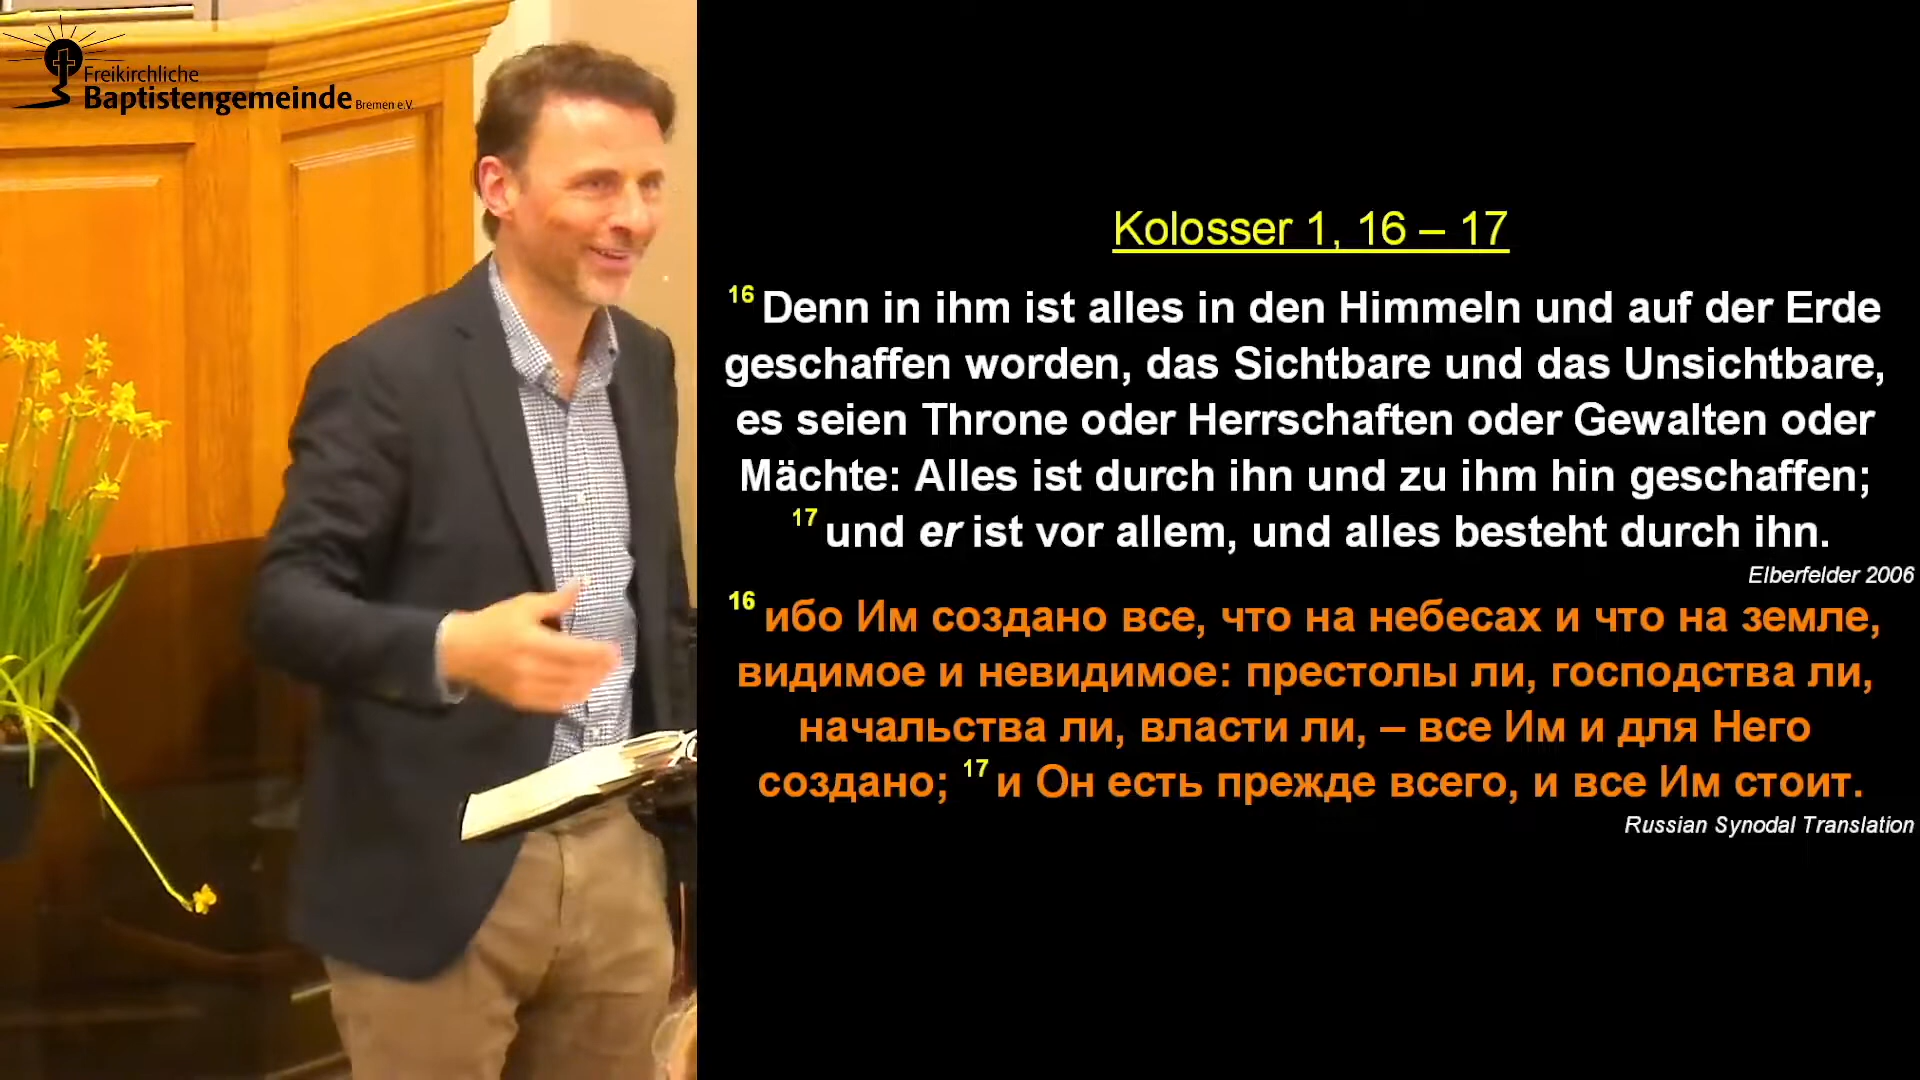 Freikirchliche
Baptistengemeinde Bremen e.V.
Kolosser 1, 16 – 17
16 Denn in ihm ist alles in den Himmeln und auf der Erde
geschaffen worden, das Sichtbare und das Unsichtbare,
es seien Throne oder Herrschaften oder Gewalten oder
Mächte: Alles ist durch ihn und zu ihm hin geschaffen;
17 und er ist vor allem, und alles besteht durch ihn.
Elberfelder 2006
16 ибо Им создано все, что на небесах и что на земле,
видимое и невидимое: престолы ли, господства ли,
начальства ли, власти ли, – все Им и для Него
создано; 17 и Он есть прежде всего, и все Им стоит.
Russian Synodal Translation